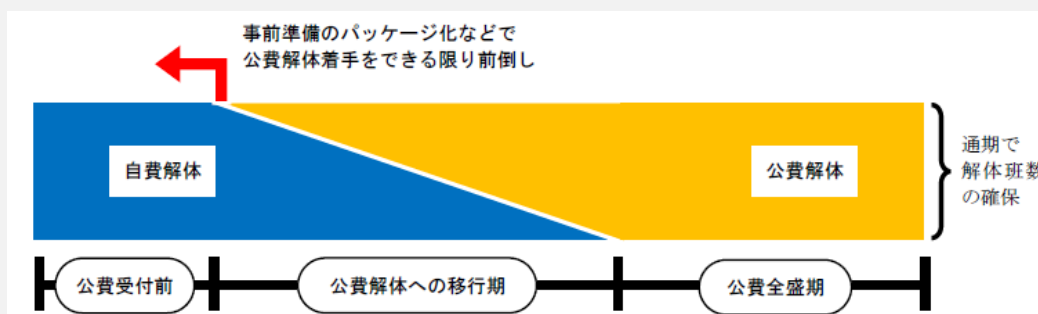 事前準備のパッケージ化などで
公費解体着手をできる限り前倒し
自費解体
公費解体
通期で
解体班数
の確保
公費受付前
公費解体への移行期
公費全盛期